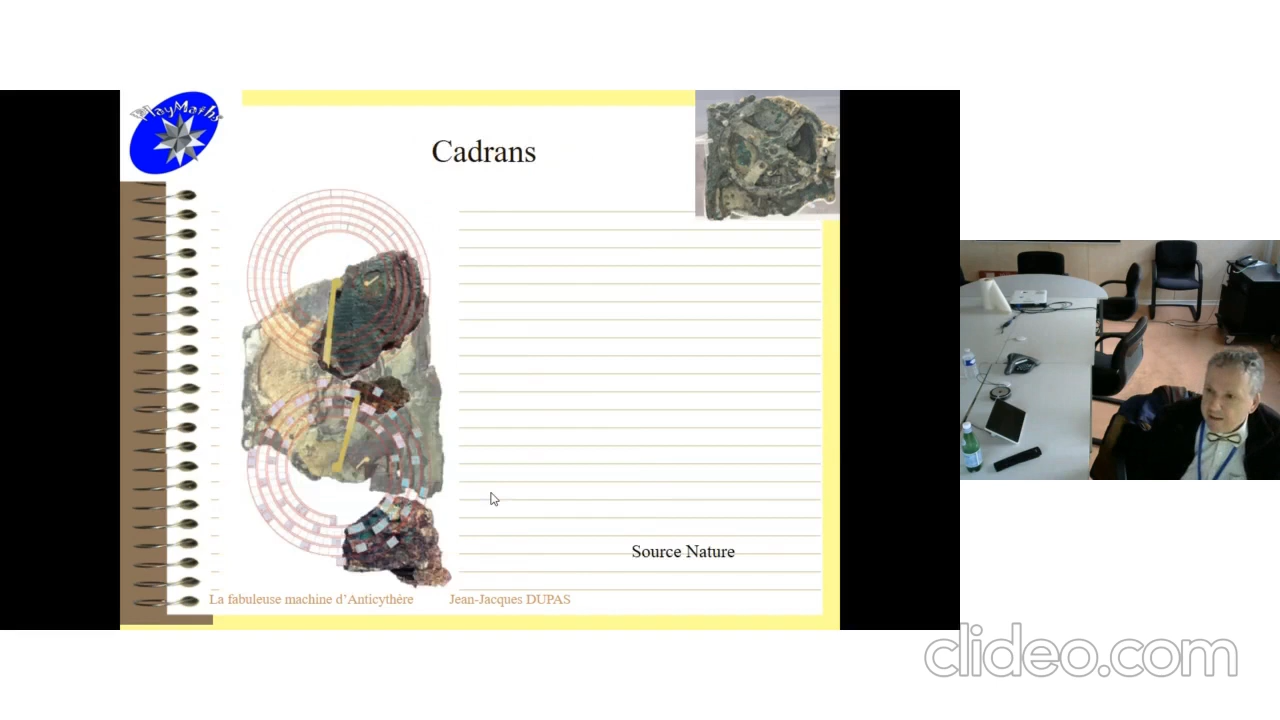 PlayMaths
Cadrans
Source Nature
La fabuleuse machine d'Anticythère
Jean-Jacques DUPAS
clideo.com